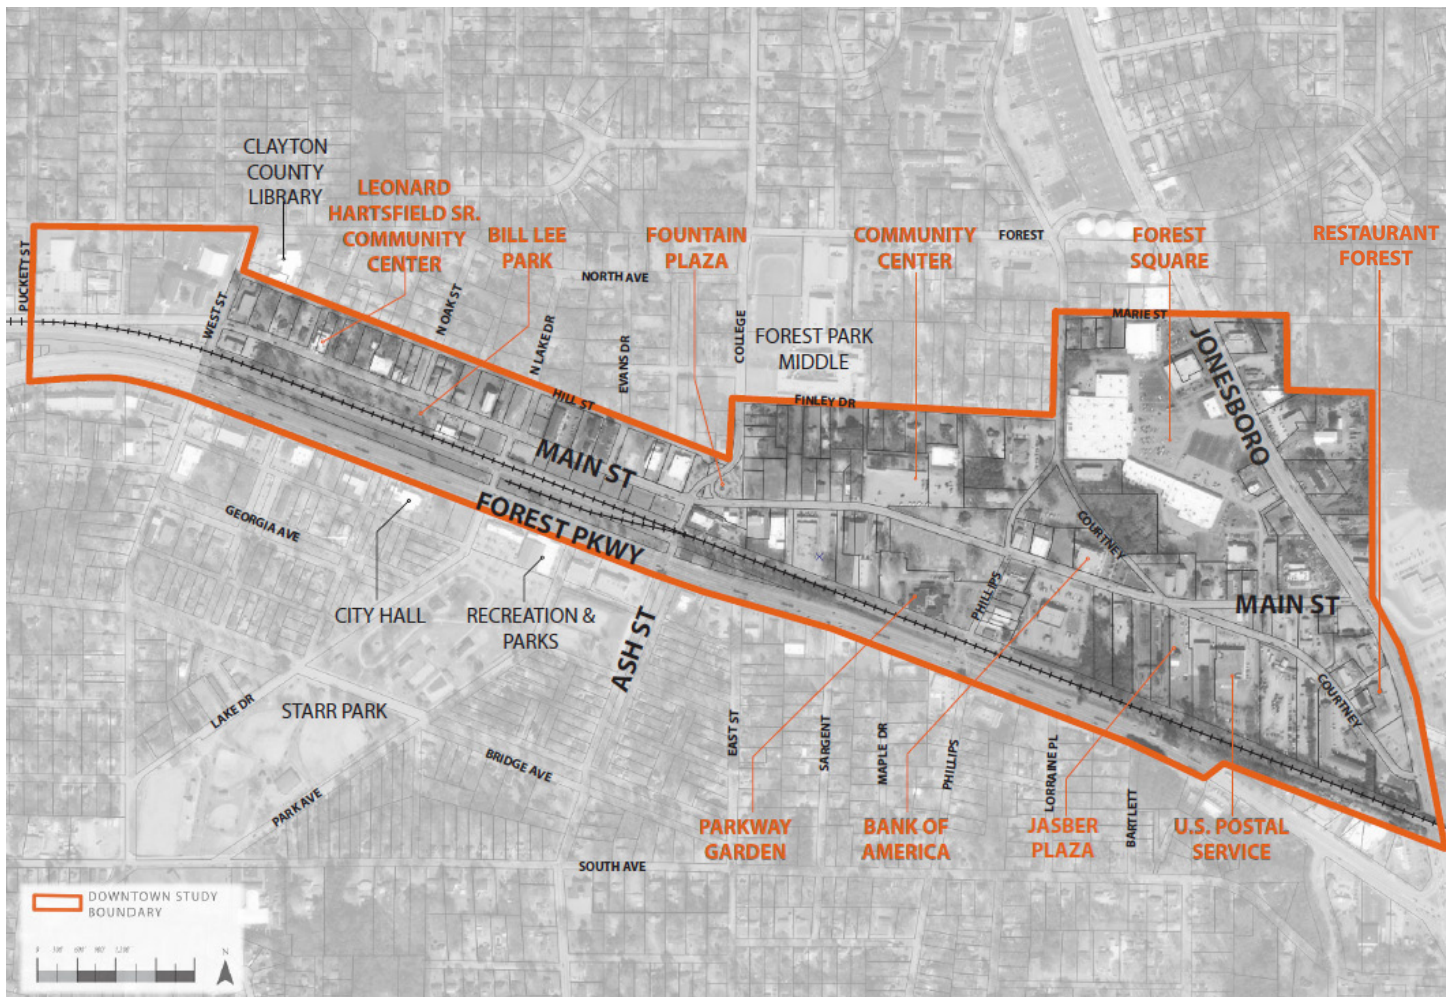 CLAYTON
COUNTY
LIBRARY
LEONARD
HARTSFIELD SR.
COMMUNITY
CENTER
BILL LEE
PARK
FOUNTAIN
PLAZA
COMMUNITY
CENTER
FOREST
FOREST
SQUARE
RESTAURANT
FOREST
PUCKETT ST
WEST ST
N OAK ST
NORTH AVE
N LAKE DR
EVANS DR
COLLEGE
FOREST PARK
MIDDLE
MARIE ST
JONESBORO
HILL ST
FINLEY DR
MAIN ST
FOREST PKWY
GEORGIA AVE
COURTNEY
PHILLIPS
MAIN ST
CITY HALL
RECREATION &
PARKS
ASH ST
COURTNEY
LAKE DR
STARR PARK
BRIDGE AVE
PARK AVE
EAST ST
SARGENT
MAPLE DR
PHILLIPS
LORRAINE PL
BARTLETT
PARKWAY
GARDEN
BANK OF
AMERICA
JASBER
PLAZA
U.S. POSTAL
SERVICE
SOUTH AVE
DOWNTOWN STUDY
BOUNDARY
N